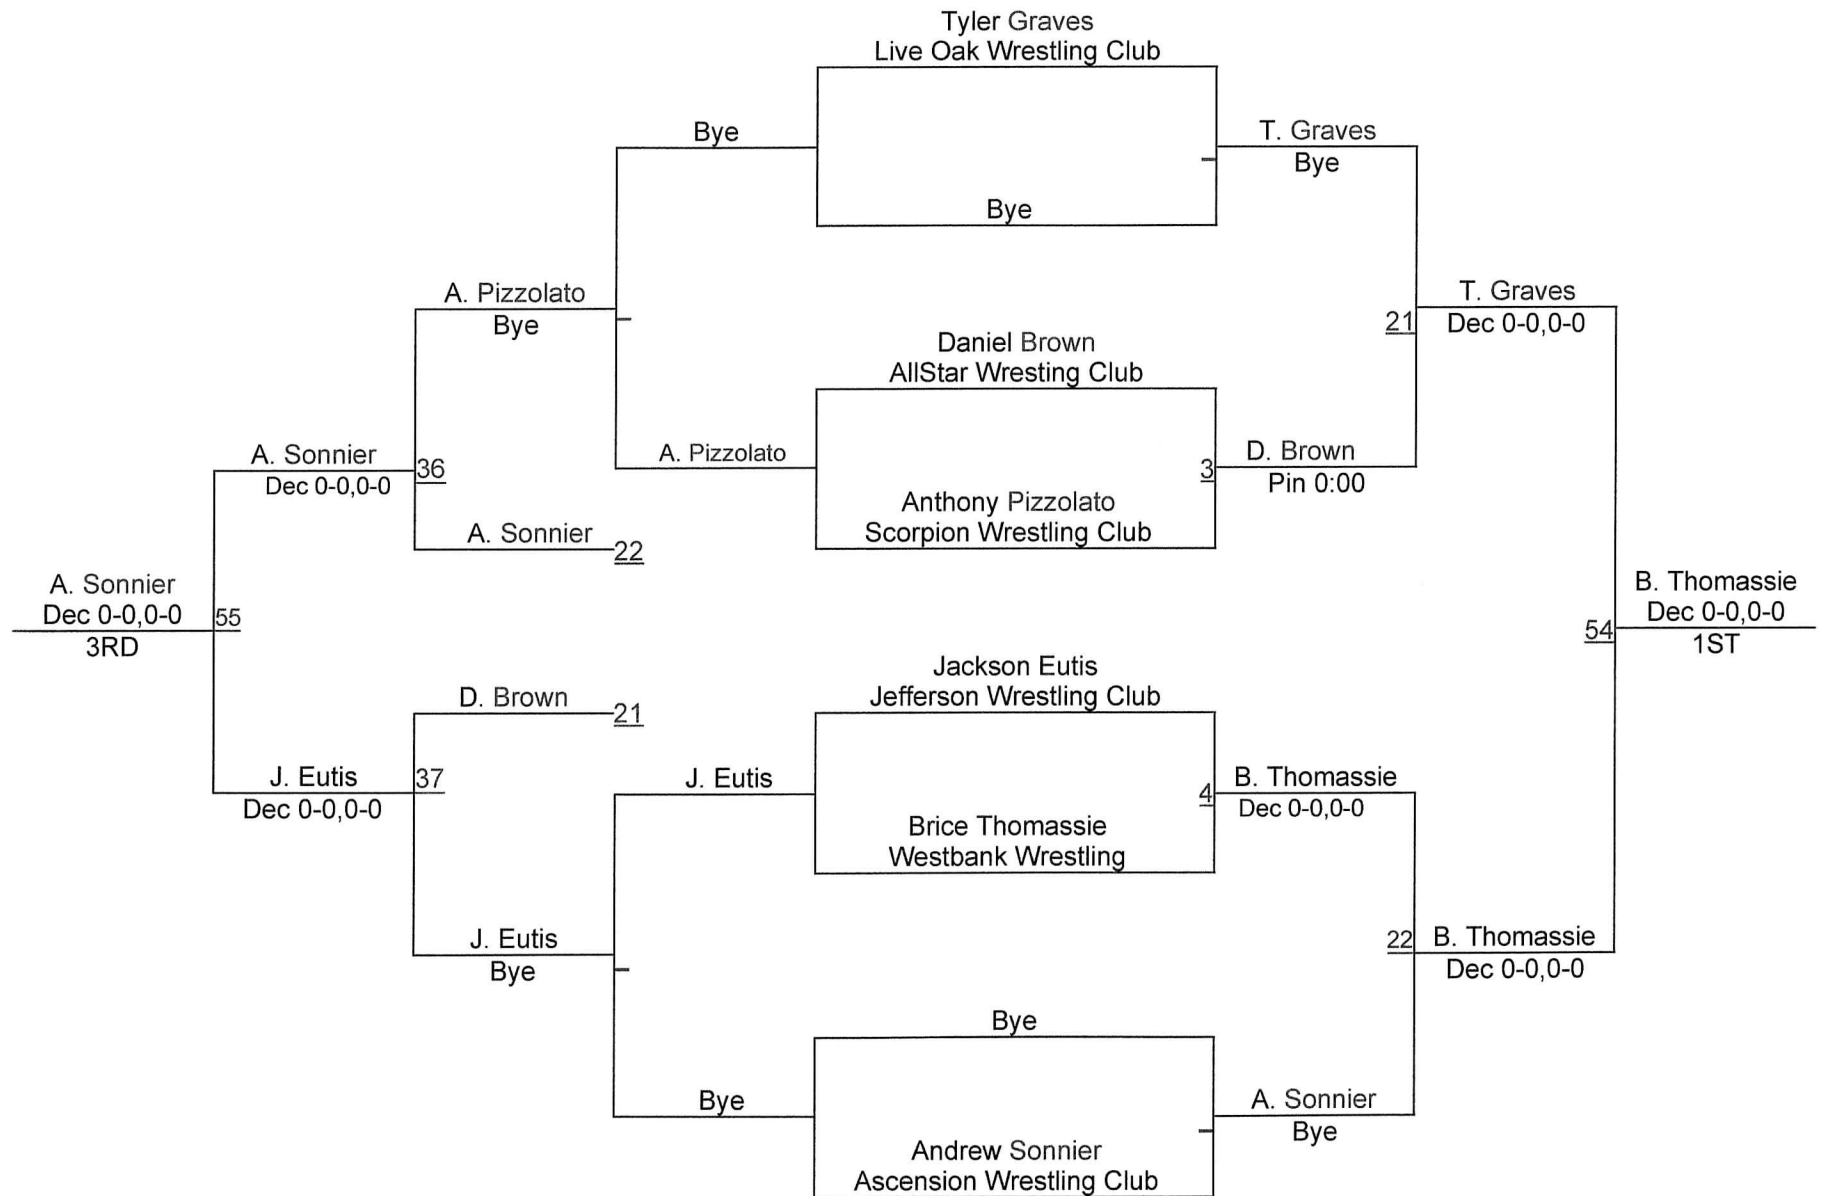 Tyler Graves
Live Oak Wrestling Club
Bye
T. Graves
Bye
Bye
A. Pizzolato
Bye
T. Graves
21
Dec 0-0,0-0
Daniel Brown
AllStar Wresting Club
A. Sonnier
36
Dec 0-0,0-0
A. Pizzolato
3
D. Brown
Pin 0:00
Anthony Pizzolato
Scorpion Wrestling Club
A. Sonnier
22
A. Sonnier
Dec 0-0,0-0
55
3RD
B. Thomassie
Dec 0-0,0-0
54
1ST
Jackson Eutis
Jefferson Wrestling Club
D. Brown
21
J. Eutis
37
Dec 0-0,0-0
J. Eutis
4
B. Thomassie
Dec 0-0,0-0
Brice Thomassie
Westbank Wrestling
J. Eutis
Bye
22
B. Thomassie
Dec 0-0,0-0
Bye
Bye
A. Sonnier
Bye
Andrew Sonnier
Ascension Wrestling Club